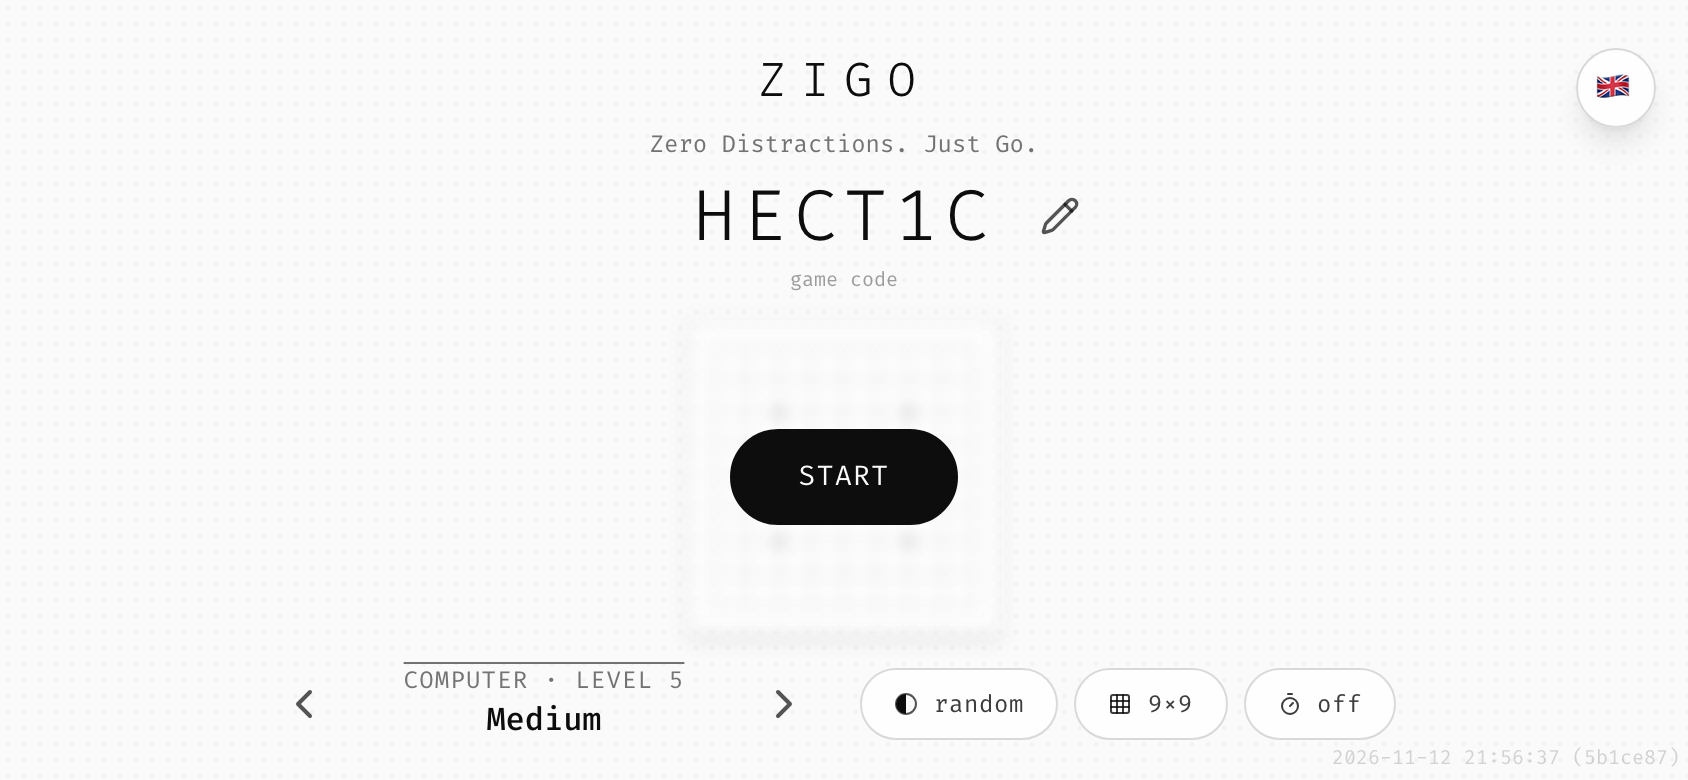 ZIGO
Zero Distractions. Just Go.
HECT1C
game code
START
COMPUTER · LEVEL 5
Medium
random
9×9
off
2026-11-12 21:56:37 (5b1ce87)